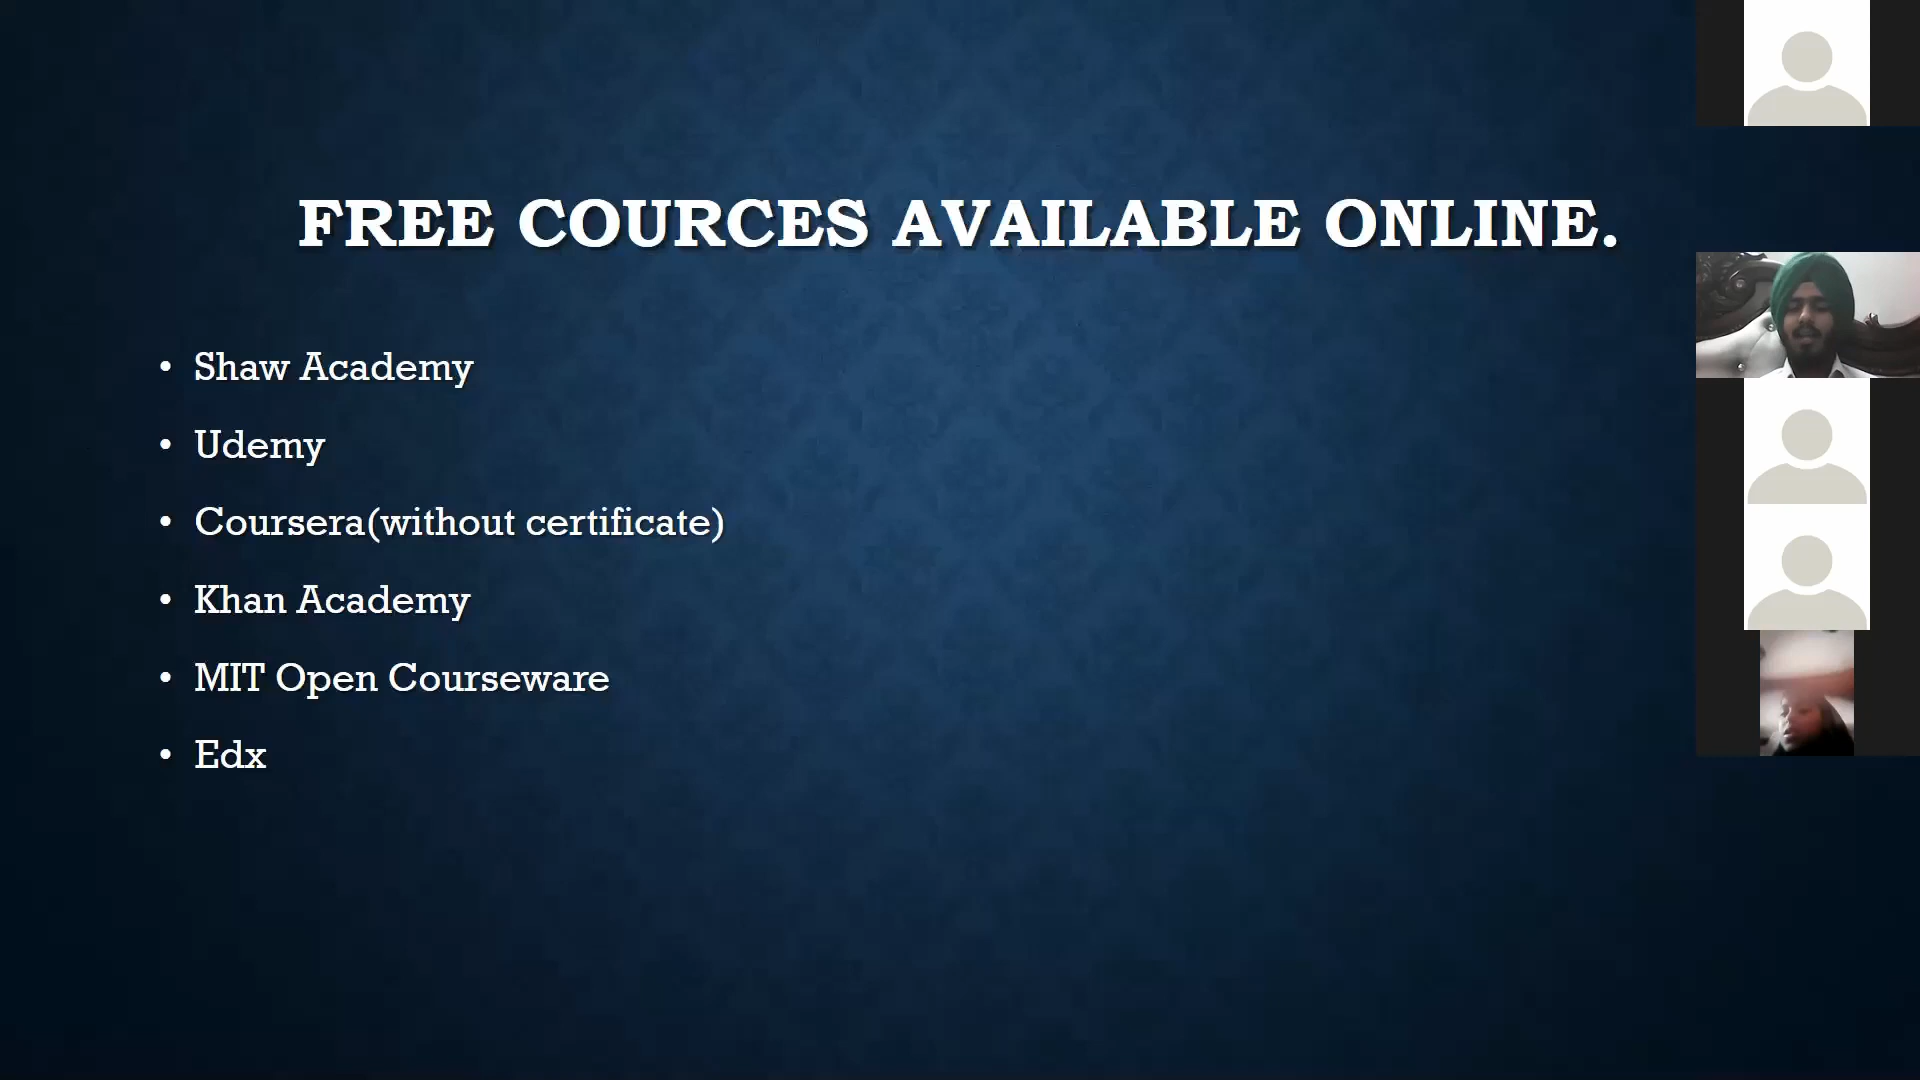 FREE COURCES AVAILABLE ONLINE.
• Shaw Academy
• Udemy
• Coursera(without certificate)
• Khan Academy
• MIT Open Courseware
• Edx